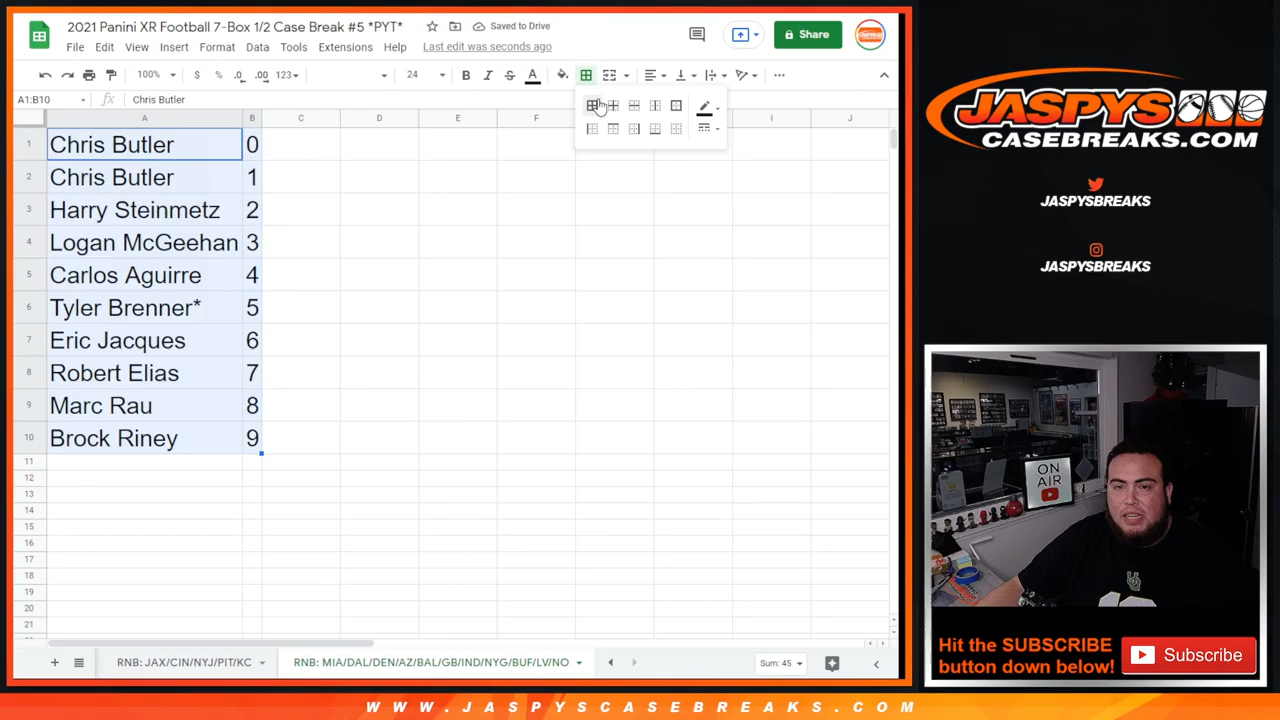 2021 Panini XR Football 7-Box 1/2 Case Break #5 *PYT*
Saved to Drive
File Edit View Insert Format Data Tools Extensions Help Last edit was seconds ago
Share
100% $ % .0 .00 123 24 B I S A
A1:B10 fx Chris Butler
A B C D E F I J
1 Chris Butler 0
2 Chris Butler 1
3 Harry Steinmetz 2
4 Logan McGeehan 3
5 Carlos Aguirre 4
6 Tyler Brenner* 5
7 Eric Jacques 6
8 Robert Elias 7
9 Marc Rau 8
10 Brock Riney 9
11
12
13
14
15
16
17
18
19
20
21
RNB: JAX/CIN/NYJ/PIT/KC RNB: MIA/DAL/DEN/AZ/BAL/GB/IND/NYG/BUF/LV/NO Sum: 45
JASPYS
CASEBREAKS.COM
JASPYSBREAKS
JASPYSBREAKS
ON
AIR
Hit the SUBSCRIBE
button down below!
Subscribe
WWW.JASPYSCASEBREAKS.COM